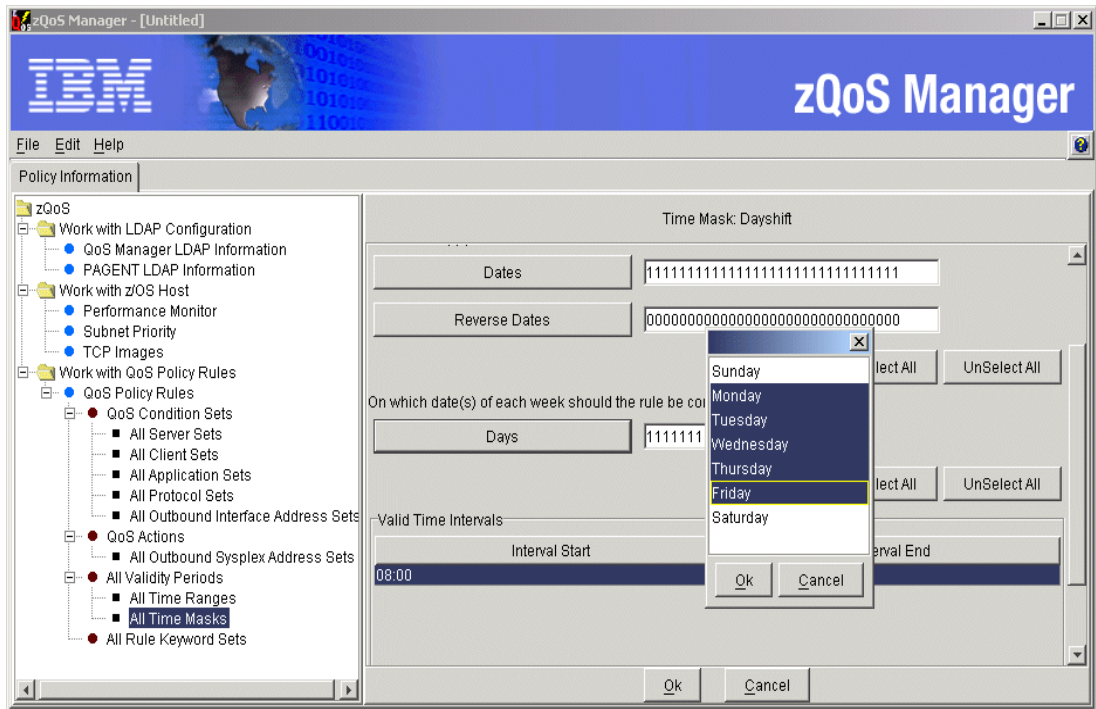 zQoS Manager - [Untitled]
IBM
zQoS Manager
File Edit Help
Policy Information
zQoS
Work with LDAP Configuration
QoS Manager LDAP Information
PAGENT LDAP Information
Work with z/OS Host
Performance Monitor
Subnet Priority
TCP Images
Work with QoS Policy Rules
QoS Policy Rules
QoS Condition Sets
All Server Sets
All Client Sets
All Application Sets
All Protocol Sets
All Outbound Interface Address Sets
QoS Actions
All Outbound Sysplex Address Sets
All Validity Periods
All Time Ranges
All Time Masks
All Rule Keyword Sets
Time Mask: Dayshift
Dates 1111111111111111111111111111111
Reverse Dates 0000000000000000000000000000000
lect All UnSelect All
On which date(s) of each week should the rule be co
Days 1111111
lect All UnSelect All
Valid Time Intervals
Interval Start erval End
08:00
Sunday
Monday
Tuesday
Wednesday
Thursday
Friday
Saturday
Ok Cancel
Ok Cancel